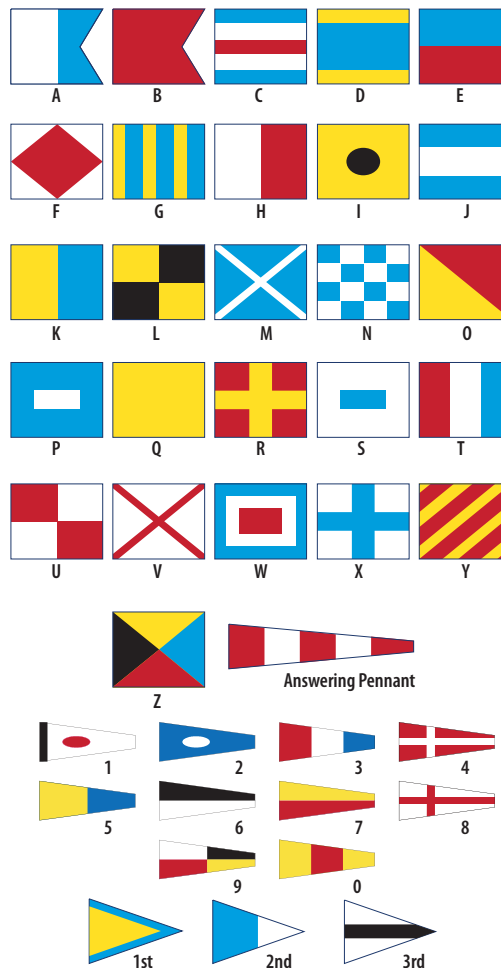 A B C D E
F G H I J
K L M N O
P Q R S T
U V W X Y
Z Answering Pennant
1 2 3 4
5 6 7 8
9 0
1st 2nd 3rd